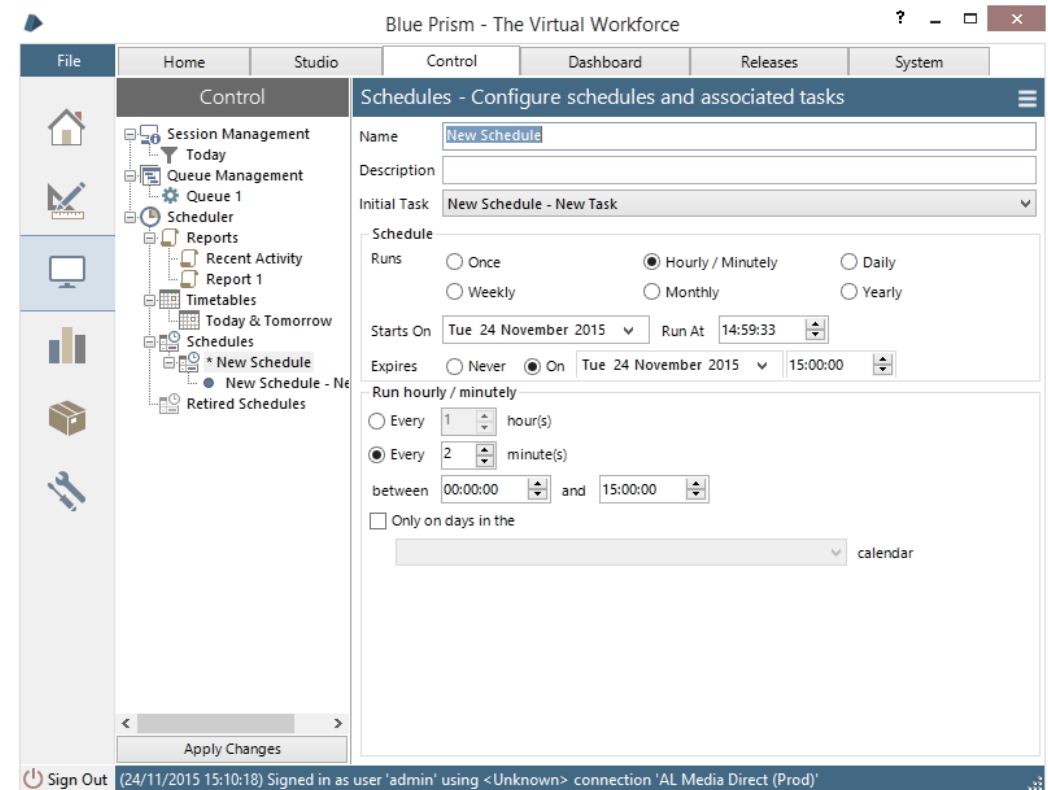 Blue Prism - The Virtual Workforce
?
File Home Studio Control Dashboard Releases System
Control
Schedules - Configure schedules and associated tasks
Session Management
Today
Queue Management
Queue 1
Scheduler
Reports
Recent Activity
Report 1
Timetables
Today & Tomorrow
Schedules
* New Schedule
New Schedule - Ne
Retired Schedules
Apply Changes
Name New Schedule
Description
Initial Task New Schedule - New Task
Schedule
Runs Once Hourly / Minutely Daily
Weekly Monthly Yearly
Starts On Tue 24 November 2015 Run At 14:59:33
Expires Never On Tue 24 November 2015 15:00:00
Run hourly / minutely
Every 1 hour(s)
Every 2 minute(s)
between 00:00:00 and 15:00:00
Only on days in the
calendar
Sign Out (24/11/2015 15:10:18) Signed in as user 'admin' using <Unknown> connection 'AL Media Direct (Prod)'